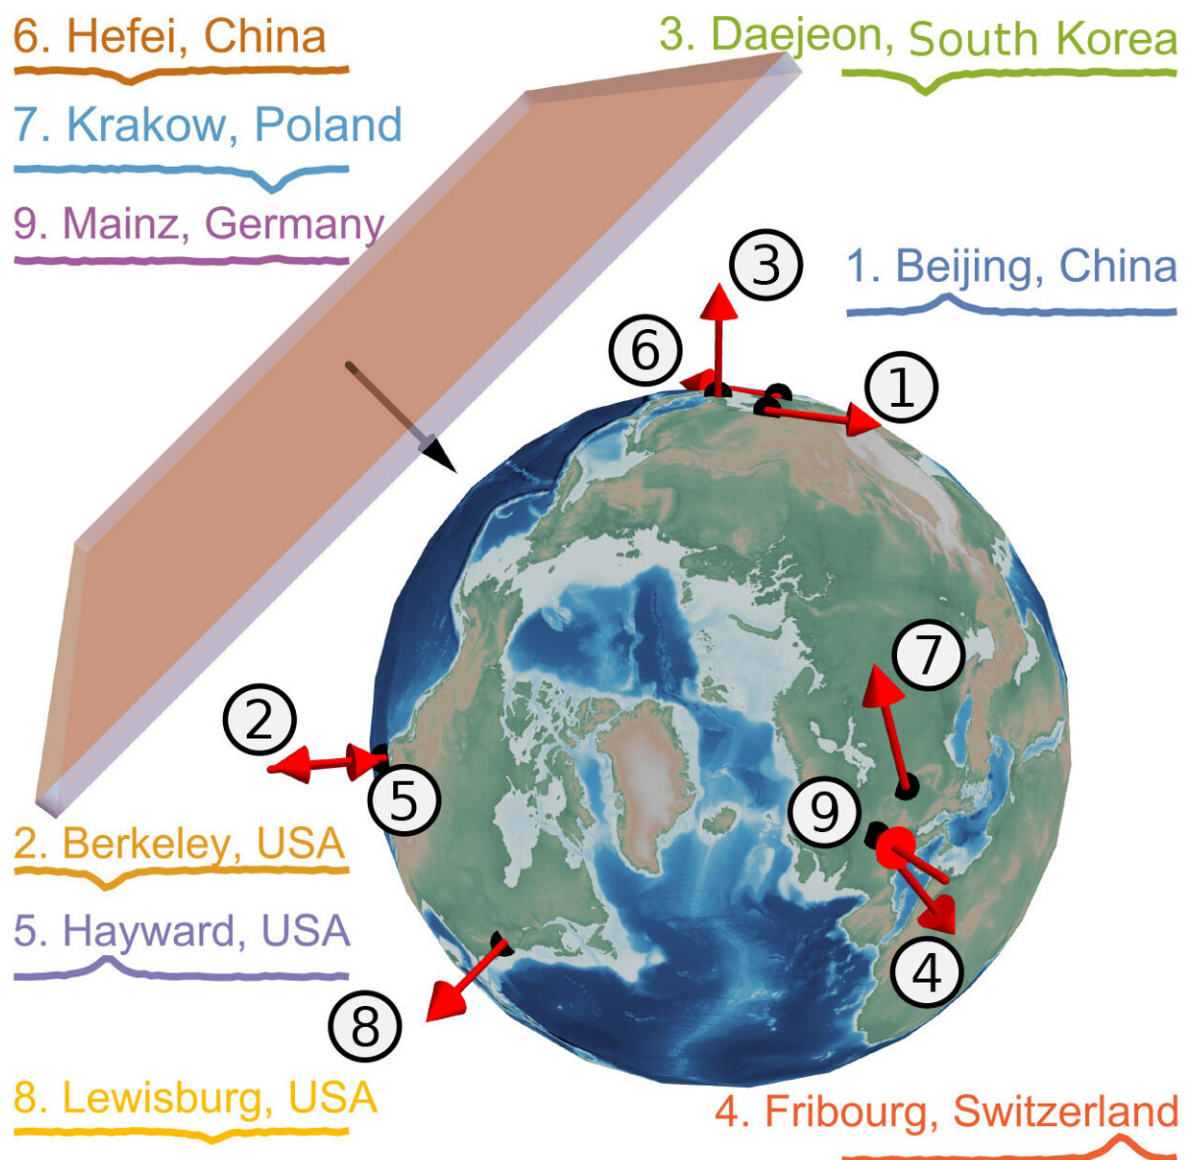 6. Hefei, China
3. Daejeon, South Korea
7. Krakow, Poland
9. Mainz, Germany
1. Beijing, China
3
6
1
7
2
5
9
2. Berkeley, USA
5. Hayward, USA
4
8
8. Lewisburg, USA
4. Fribourg, Switzerland